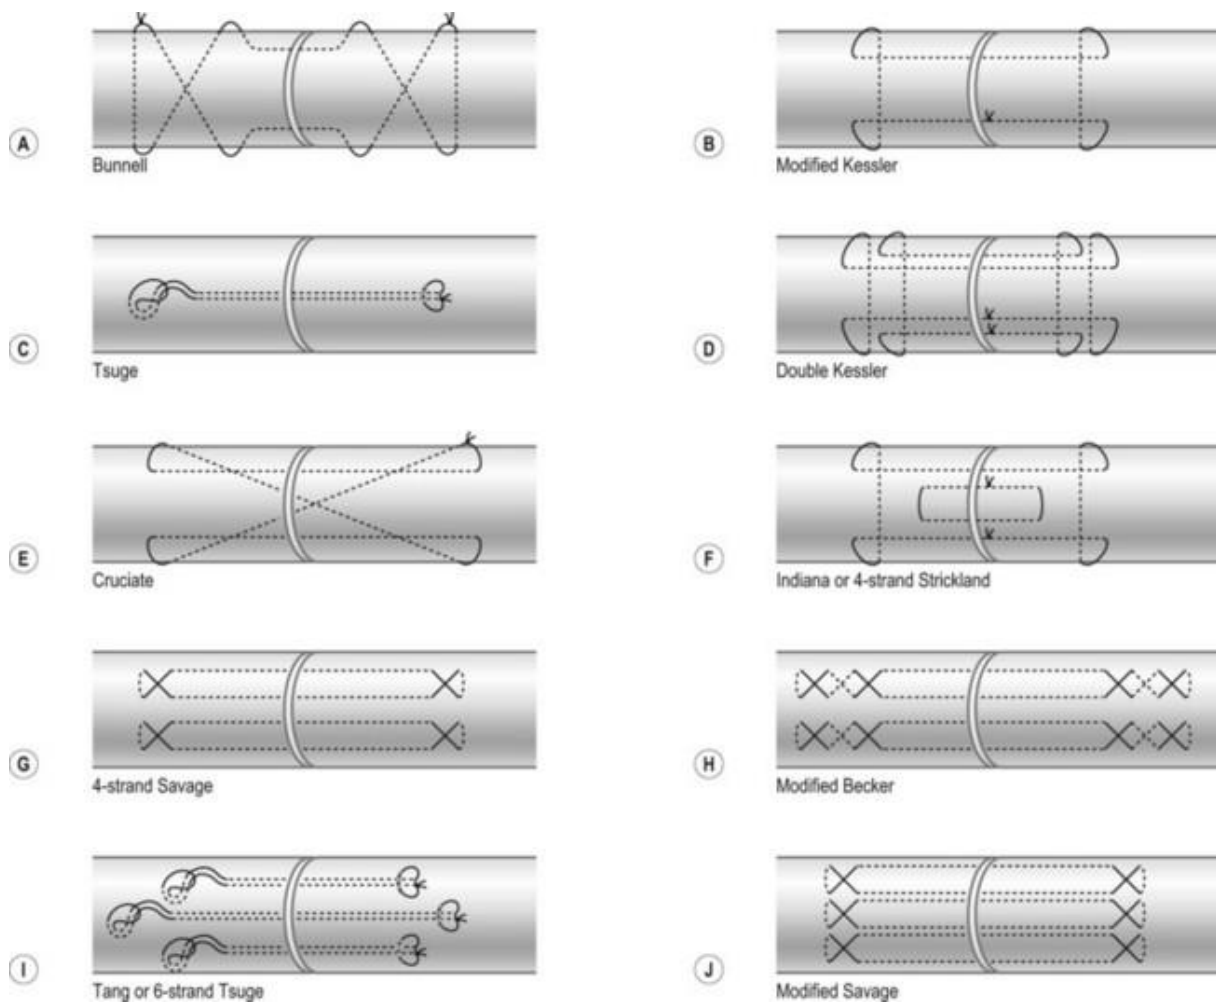 A
Bunnell
B
Modified Kessler
C
Tsuge
D
Double Kessler
E
Cruciate
F
Indiana or 4-strand Strickland
G
4-strand Savage
H
Modified Becker
I
Tang or 6-strand Tsuge
J
Modified Savage